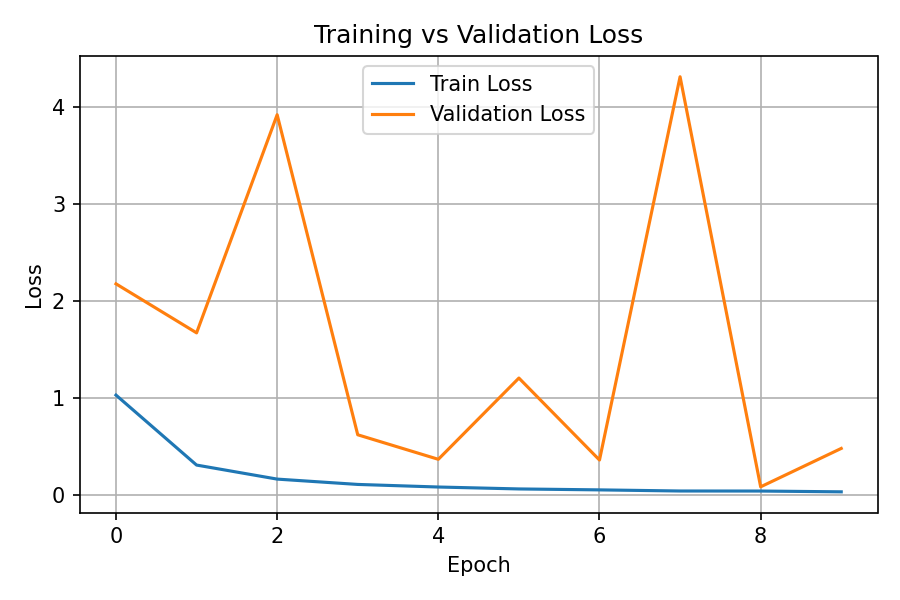 Training vs Validation Loss
Train Loss
Validation Loss
4
3
2
1
0
Loss
0 2 4 6 8
Epoch